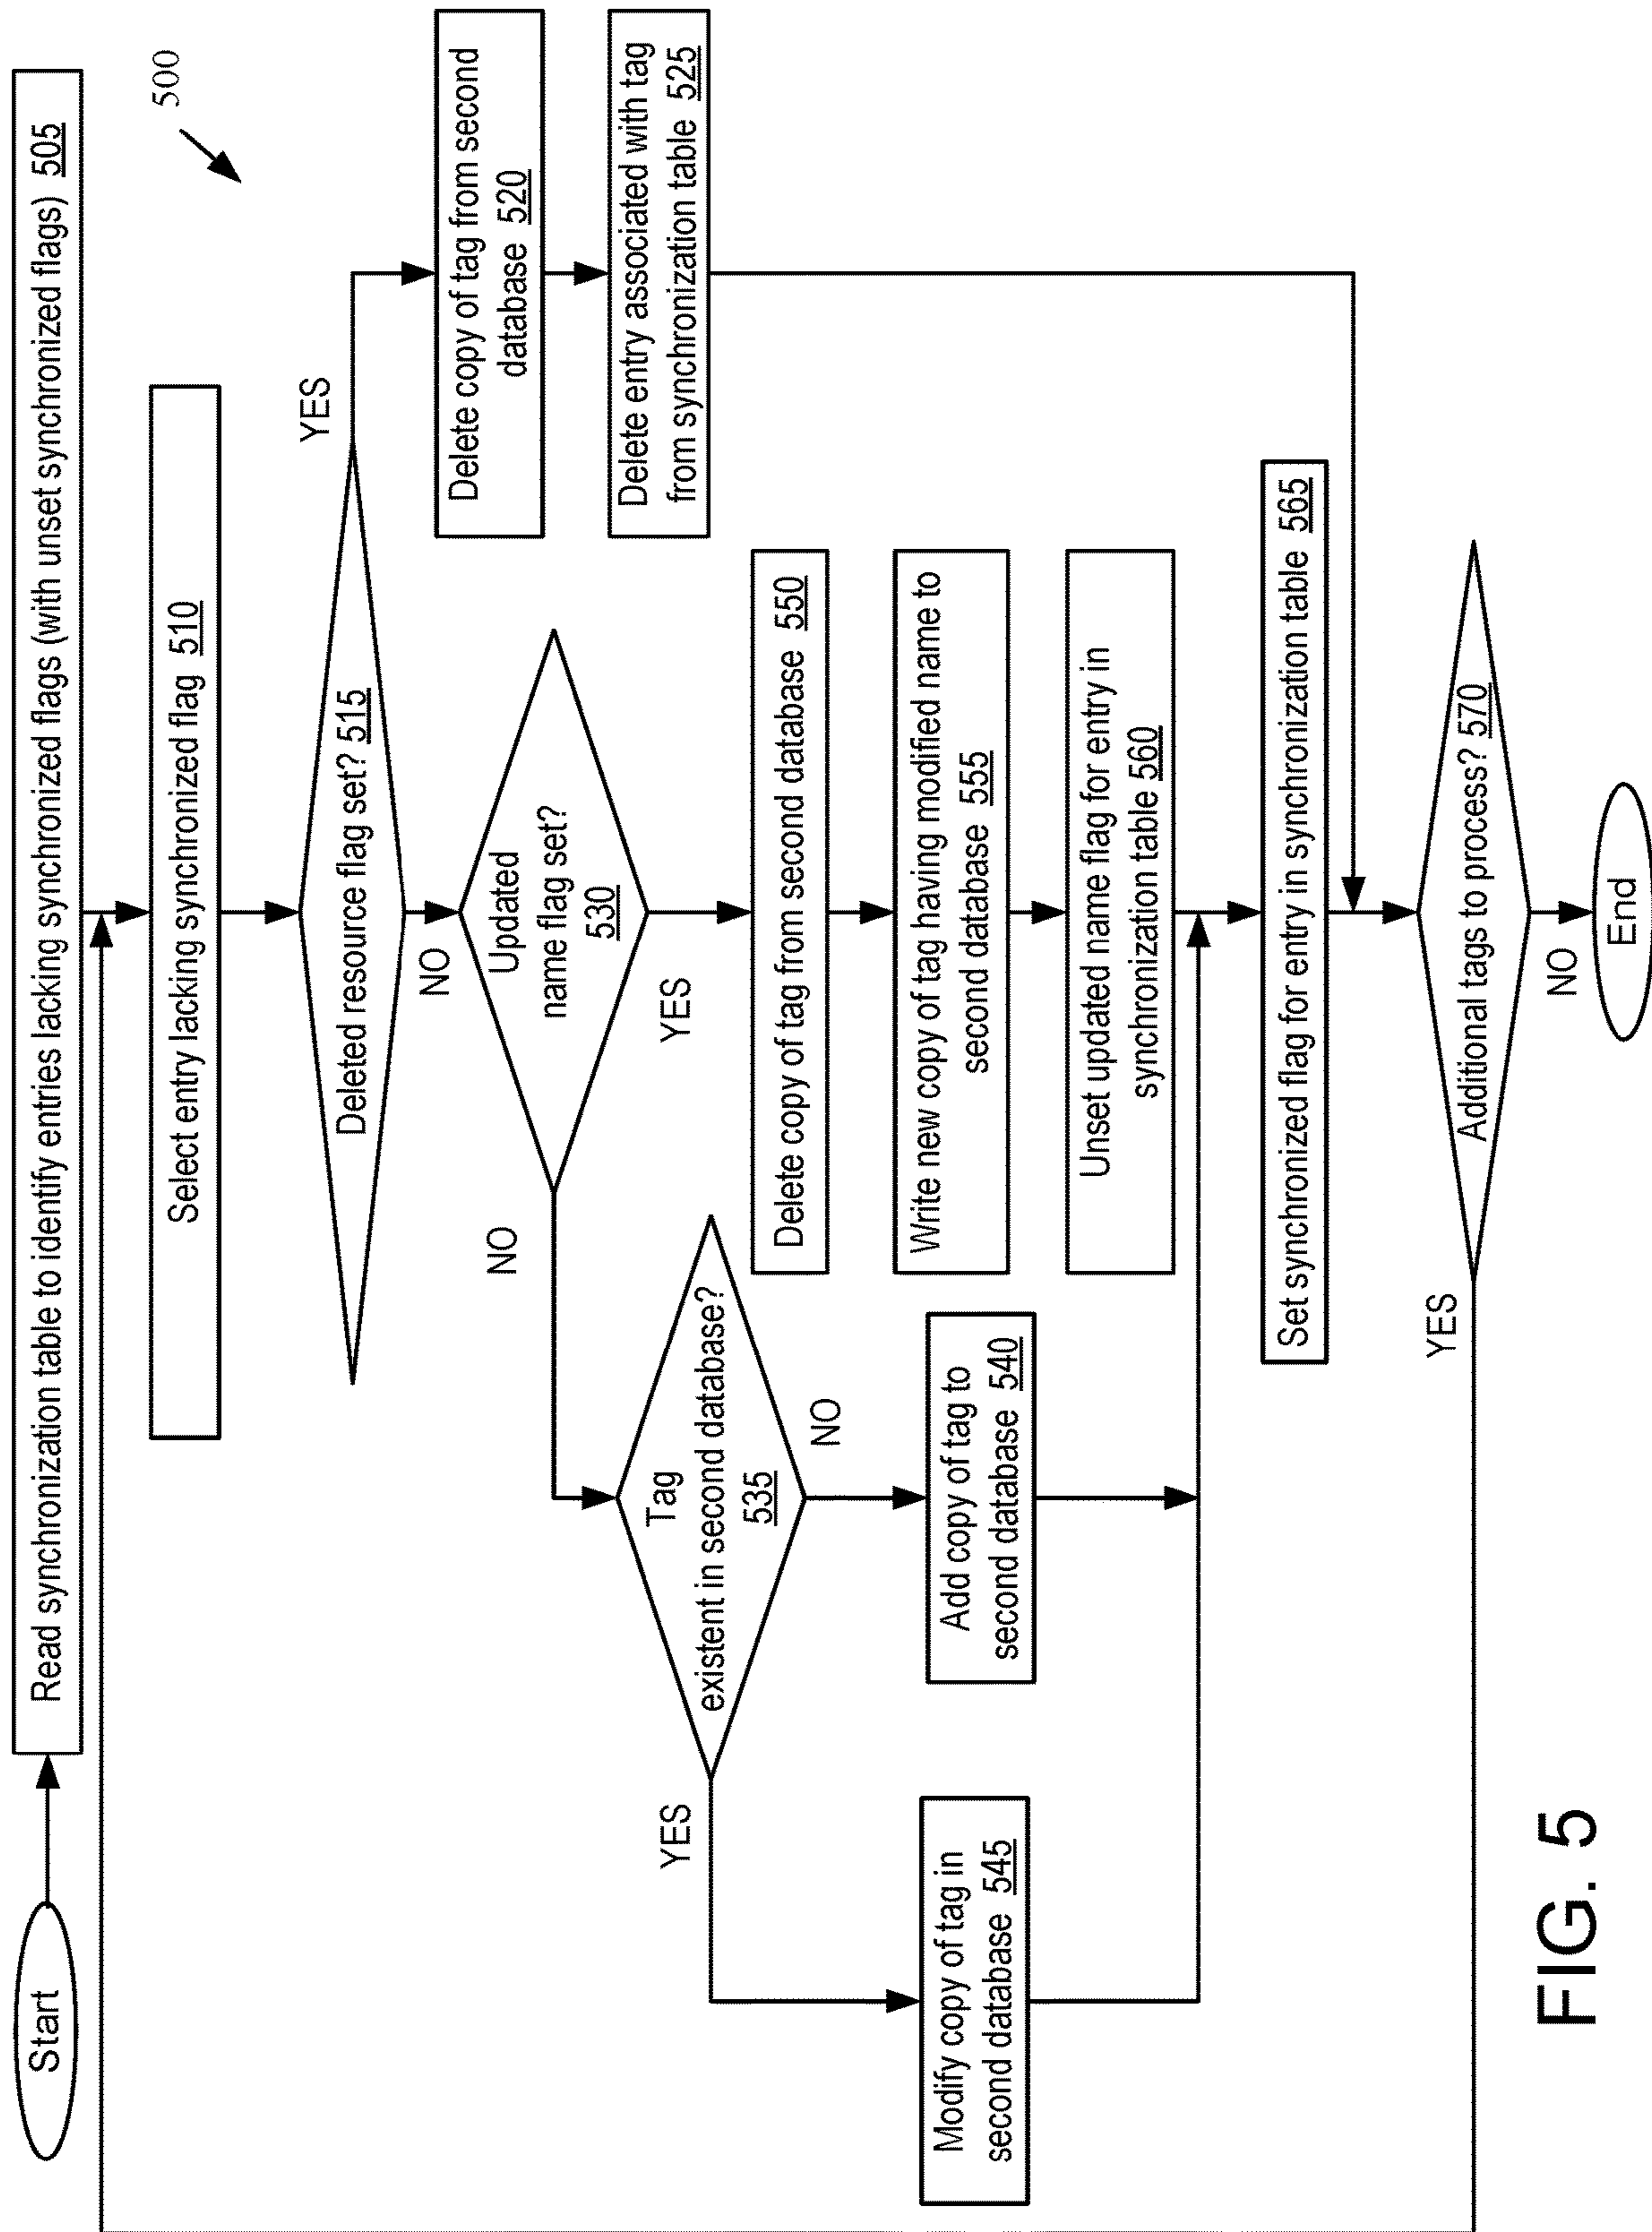 Start
Read synchronization table to identify entries lacking synchronized flags (with unset synchronized flags) 505
500
Select entry lacking synchronized flag 510
Deleted resource flag set? 515
YES
NO
Delete copy of tag from second
database 520
Delete entry associated with tag
from synchronization table 525
Updated
name flag set?
530
NO
YES
Tag
existent in second database?
535
YES
NO
Modify copy of tag in
second database 545
Add copy of tag to
second database 540
Delete copy of tag from second database 550
Write new copy of tag having modified name to
second database 555
Unset updated name flag for entry in
synchronization table 560
Set synchronized flag for entry in synchronization table 565
Additional tags to process? 570
YES
NO
End
FIG. 5